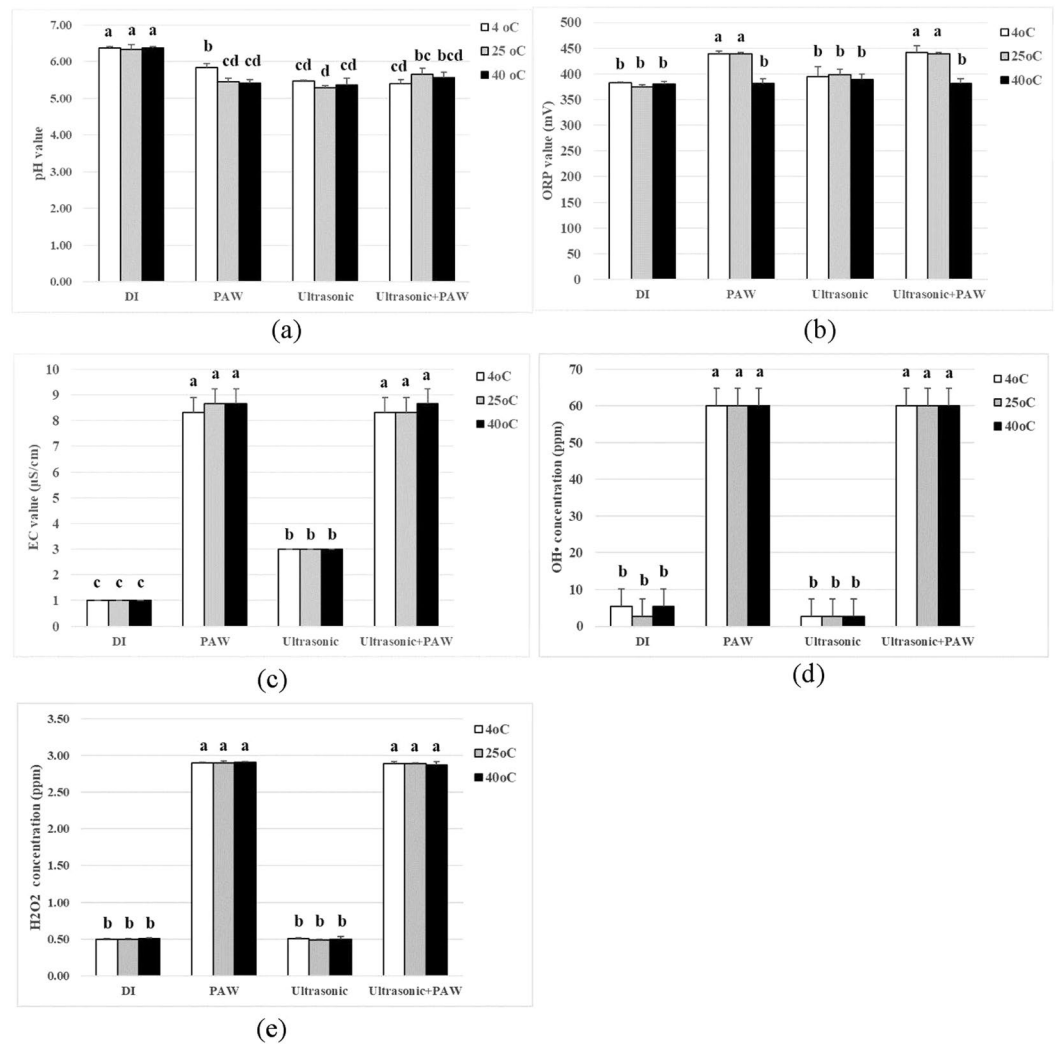 7.00
6.00
5.00
4.00
3.00
2.00
1.00
0.00
pH value
a a a
b cd cd
cd d cd
cd bc bcd
4 oC
25 oC
40 oC
DI PAW Ultrasonic Ultrasonic+PAW
(a)
500
450
400
350
300
250
200
150
100
50
0
ORP value (mV)
b b b
a a b
b b b
a a b
4oC
25oC
40oC
DI PAW Ultrasonic Ultrasonic+PAW
(b)
10
9
8
7
6
5
4
3
2
1
0
EC value (µS/cm)
c c c
a a a
b b b
a a a
4oC
25oC
40oC
DI PAW Ultrasonic Ultrasonic+PAW
(c)
70
60
50
40
30
20
10
0
OH• concentration (ppm)
b b b
a a a
b b b
a a a
4oC
25oC
40oC
DI PAW Ultrasonic Ultrasonic+PAW
(d)
3.50
3.00
2.50
2.00
1.50
1.00
0.50
0.00
H2O2 concentration (ppm)
b b b
a a a
b b b
a a a
4oC
25oC
40oC
DI PAW Ultrasonic Ultrasonic+PAW
(e)